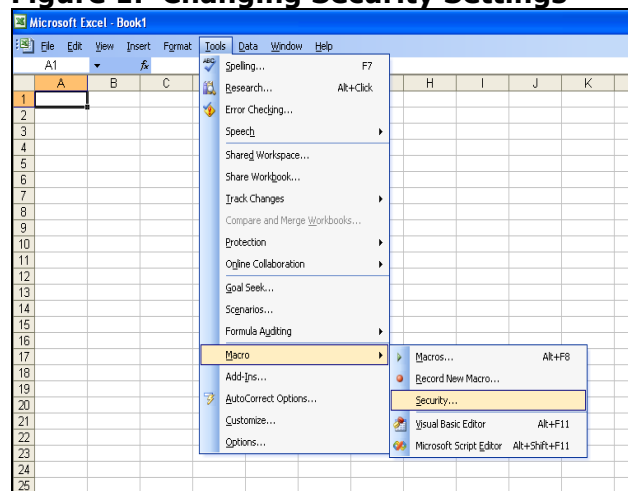 Figure 1. Changing Security Settings
Microsoft Excel - Book1
File Edit View Insert Format Tools Data Window Help
A1 fx
A B C H I J K
Spelling... F7
Research... Alt+Click
Error Checking...
Speech
Shared Workspace...
Share Workbook...
Track Changes
Compare and Merge Workbooks...
Protection
Online Collaboration
Goal Seek...
Scenarios...
Formula Auditing
Macro
Add-Ins...
AutoCorrect Options...
Customize...
Options...
Macros... Alt+F8
Record New Macro...
Security...
Visual Basic Editor Alt+F11
Microsoft Script Editor Alt+Shift+F11
1
2
3
4
5
6
7
8
9
10
11
12
13
14
15
16
17
18
19
20
21
22
23
24
25